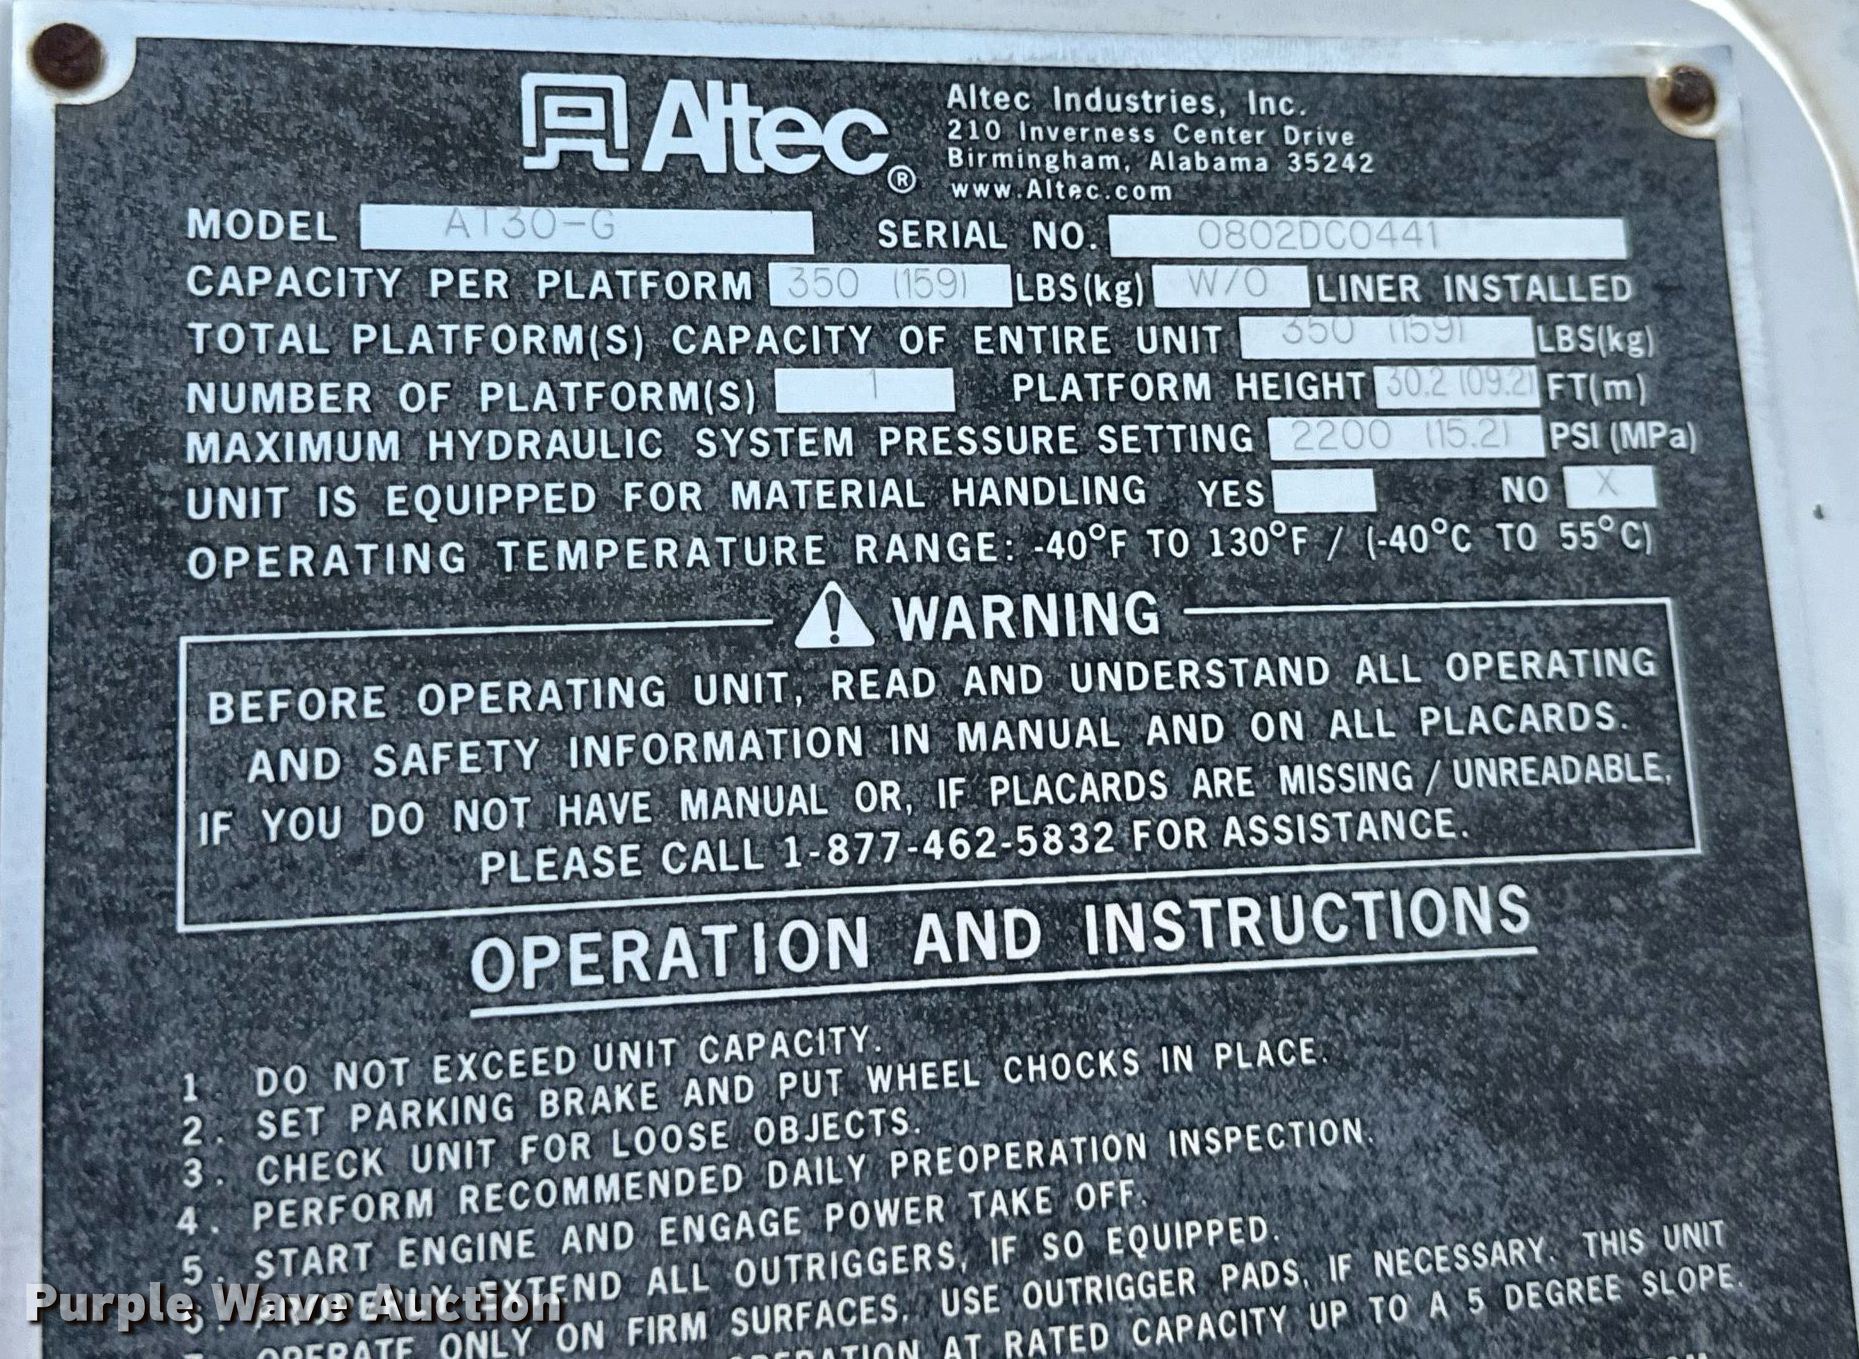 Altec®
Altec Industries, Inc.
210 Inverness Center Drive
Birmingham, Alabama 35242
www.Altec.com
MODEL AT30-G SERIAL NO. 0802DC0441
CAPACITY PER PLATFORM 350 (159) LBS(kg) W/O LINER INSTALLED
TOTAL PLATFORM(S) CAPACITY OF ENTIRE UNIT 350 (159) LBS(kg)
NUMBER OF PLATFORM(S) 1 PLATFORM HEIGHT 30.2 (09.2) FT(m)
MAXIMUM HYDRAULIC SYSTEM PRESSURE SETTING 2200 (15.2) PSI (MPa)
UNIT IS EQUIPPED FOR MATERIAL HANDLING YES NO X
OPERATING TEMPERATURE RANGE: -40°F TO 130°F / (-40°C TO 55°C)
WARNING
BEFORE OPERATING UNIT, READ AND UNDERSTAND ALL OPERATING
AND SAFETY INFORMATION IN MANUAL AND ON ALL PLACARDS.
IF YOU DO NOT HAVE MANUAL OR, IF PLACARDS ARE MISSING / UNREADABLE,
PLEASE CALL 1-877-462-5832 FOR ASSISTANCE.
OPERATION AND INSTRUCTIONS
1. DO NOT EXCEED UNIT CAPACITY.
2. SET PARKING BRAKE AND PUT WHEEL CHOCKS IN PLACE.
3. CHECK UNIT FOR LOOSE OBJECTS.
4. PERFORM RECOMMENDED DAILY PREOPERATION INSPECTION.
5. START ENGINE AND ENGAGE POWER TAKE OFF.
6. PROPERLY EXTEND ALL OUTRIGGERS, IF SO EQUIPPED.
OPERATE ONLY ON FIRM SURFACES. USE OUTRIGGER PADS, IF NECESSARY. THIS UNIT
OPERATION AT RATED CAPACITY UP TO A 5 DEGREE SLOPE.
Purple Wave Auction